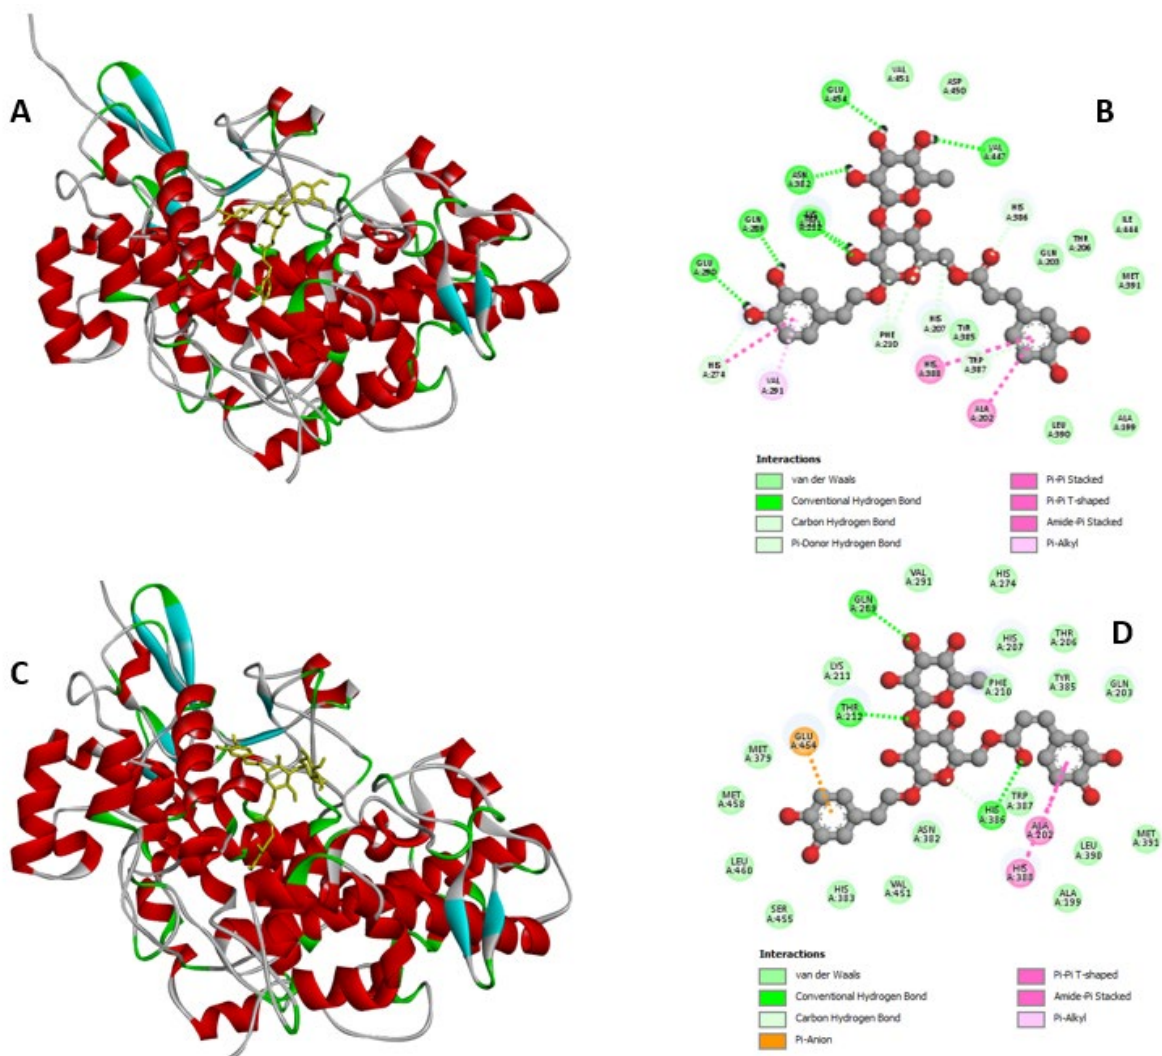 A
B
VAL
A:451
ASP
A:450
GLU
A:454
VAL
A:447
ASN
A:382
GLN
A:289
A:212
HIS
A:386
ILE
A:444
THR
A:206
GLN
A:203
MET
A:391
GLU
A:290
PHE
A:210
HIS
A:207
TYR
A:385
HIS
A:274
VAL
A:291
HIS
A:388
TRP
A:387
ALA
A:202
LEU
A:390
ALA
A:199
Interactions
van der Waals
Conventional Hydrogen Bond
Carbon Hydrogen Bond
Pi-Donor Hydrogen Bond
Pi-Pi Stacked
Pi-Pi T-shaped
Amide-Pi Stacked
Pi-Alkyl
C
D
VAL
A:291
HIS
A:274
GLN
A:289
HIS
A:207
THR
A:206
LYS
A:211
PHE
A:210
TYR
A:385
GLN
A:203
THR
A:212
GLU
A:454
MET
A:379
MET
A:458
TRP
A:387
HIS
A:386
ASN
A:382
ALA
A:202
LEU
A:390
MET
A:391
LEU
A:460
HIS
A:388
HIS
A:383
VAL
A:451
ALA
A:199
SER
A:455
Interactions
van der Waals
Conventional Hydrogen Bond
Carbon Hydrogen Bond
Pi-Anion
Pi-Pi T-shaped
Amide-Pi Stacked
Pi-Alkyl